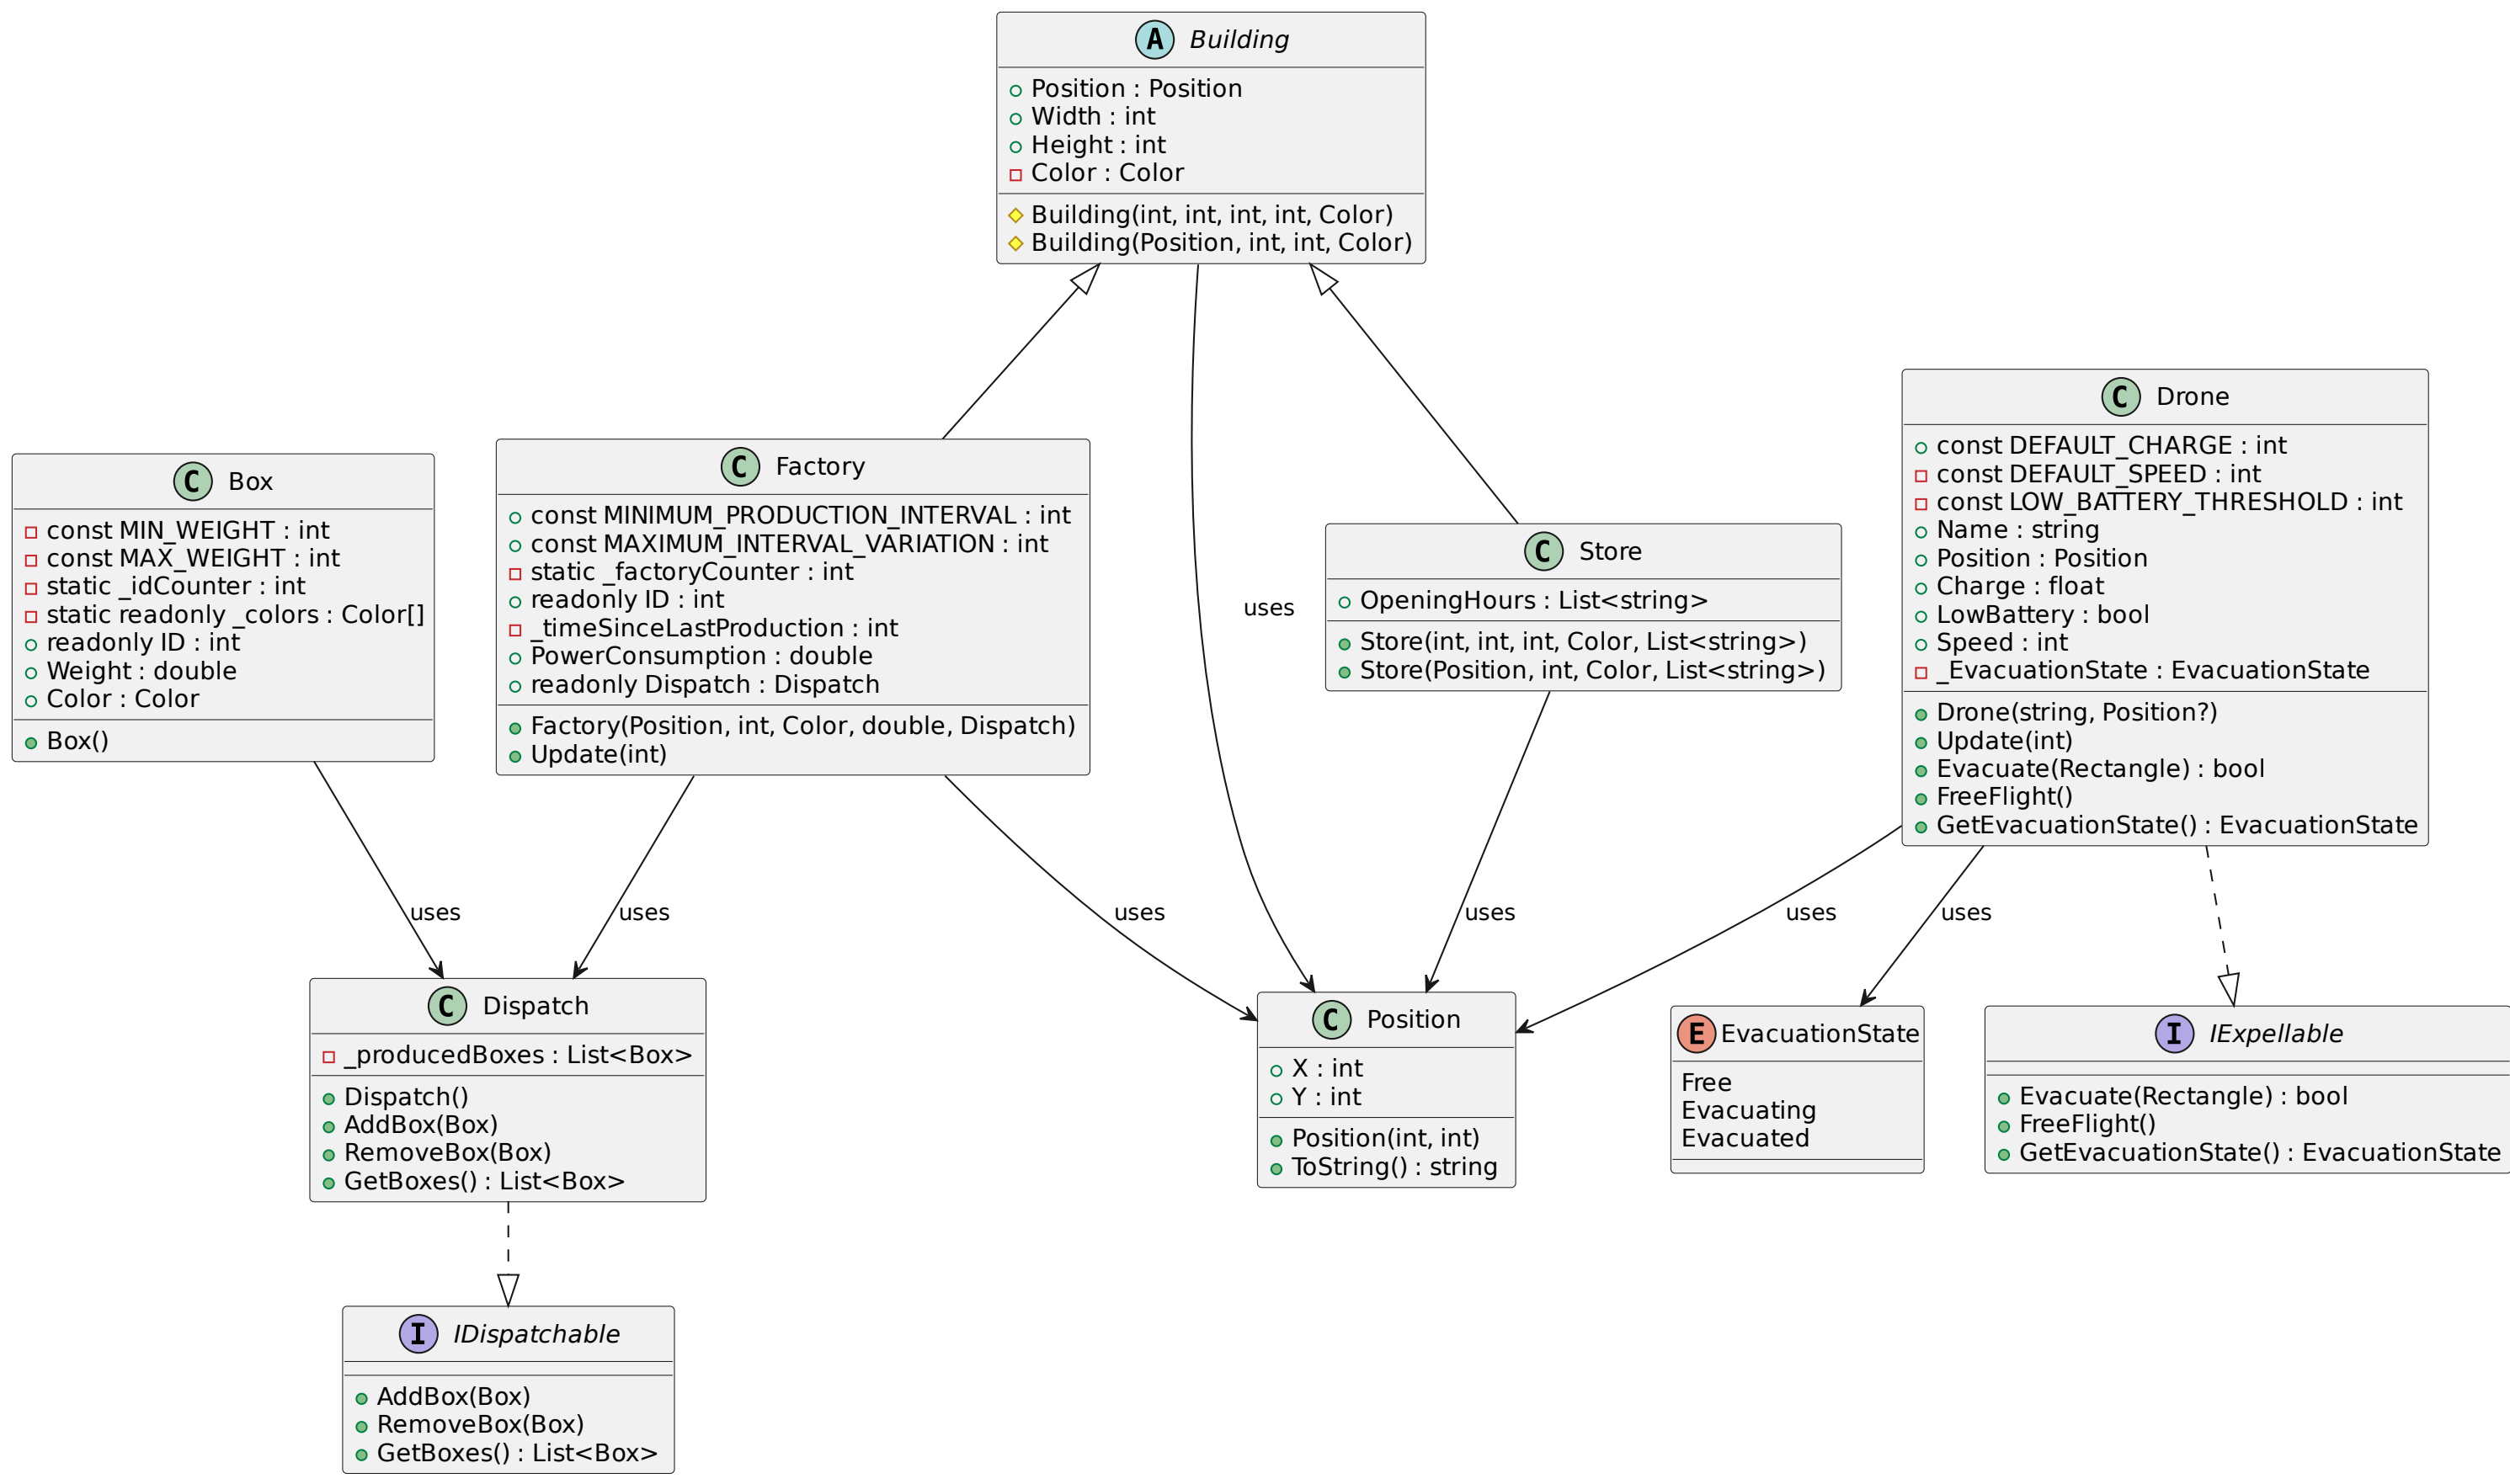 A Building
Position : Position
Width : int
Height : int
Color : Color
Building(int, int, int, int, Color)
Building(Position, int, int, Color)
C Box
const MIN_WEIGHT : int
const MAX_WEIGHT : int
static _idCounter : int
static readonly _colors : Color[]
readonly ID : int
Weight : double
Color : Color
Box()
C Factory
const MINIMUM_PRODUCTION_INTERVAL : int
const MAXIMUM_INTERVAL_VARIATION : int
static _factoryCounter : int
readonly ID : int
_timeSinceLastProduction : int
PowerConsumption : double
readonly Dispatch : Dispatch
Factory(Position, int, Color, double, Dispatch)
Update(int)
uses
C Store
OpeningHours : List<string>
Store(int, int, int, Color, List<string>)
Store(Position, int, Color, List<string>)
C Drone
const DEFAULT_CHARGE : int
const DEFAULT_SPEED : int
const LOW_BATTERY_THRESHOLD : int
Name : string
Position : Position
Charge : float
LowBattery : bool
Speed : int
_EvacuationState : EvacuationState
Drone(string, Position?)
Update(int)
Evacuate(Rectangle) : bool
FreeFlight()
GetEvacuationState() : EvacuationState
uses
uses
uses
uses
uses
uses
C Dispatch
_producedBoxes : List<Box>
Dispatch()
AddBox(Box)
RemoveBox(Box)
GetBoxes() : List<Box>
C Position
X : int
Y : int
Position(int, int)
ToString() : string
E EvacuationState
Free
Evacuating
Evacuated
I IExpellable
Evacuate(Rectangle) : bool
FreeFlight()
GetEvacuationState() : EvacuationState
I IDispatchable
AddBox(Box)
RemoveBox(Box)
GetBoxes() : List<Box>